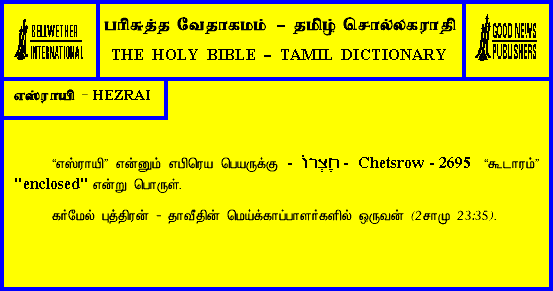 BELLWETHER
INTERNATIONAL
பரிசுத்த வேதாகமம் - தமிழ் சொல்லகராதி
THE HOLY BIBLE - TAMIL DICTIONARY
GOOD NEWS
PUBLISHERS
எஸ்ராயி - HEZRAI
"எஸ்ராயி" என்னும் எபிரெய பெயருக்கு - חֶצְרוֹ - Chetsrow - 2695 "கூடாரம்"
"enclosed" என்று பொருள்.
கர்மேல் புத்திரன் - தாவீதின் மெய்க்காப்பாளர்களில் ஒருவன் (2சாமு 23:35).